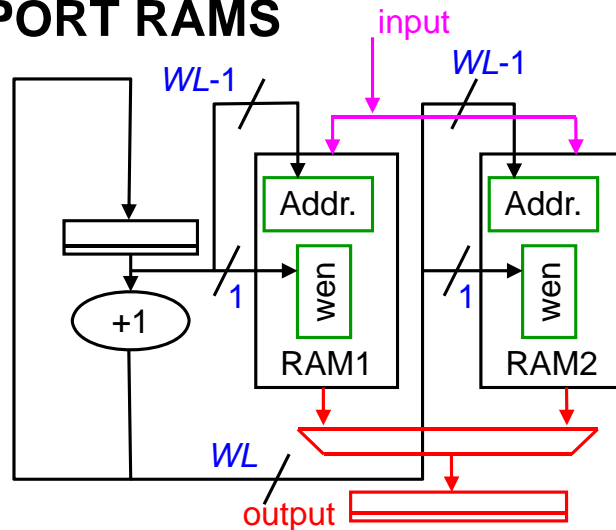 PORT RAMS
input
WL-1
WL-1
Addr.
Addr.
wen
wen
1
1
+1
RAM1
RAM2
WL
output